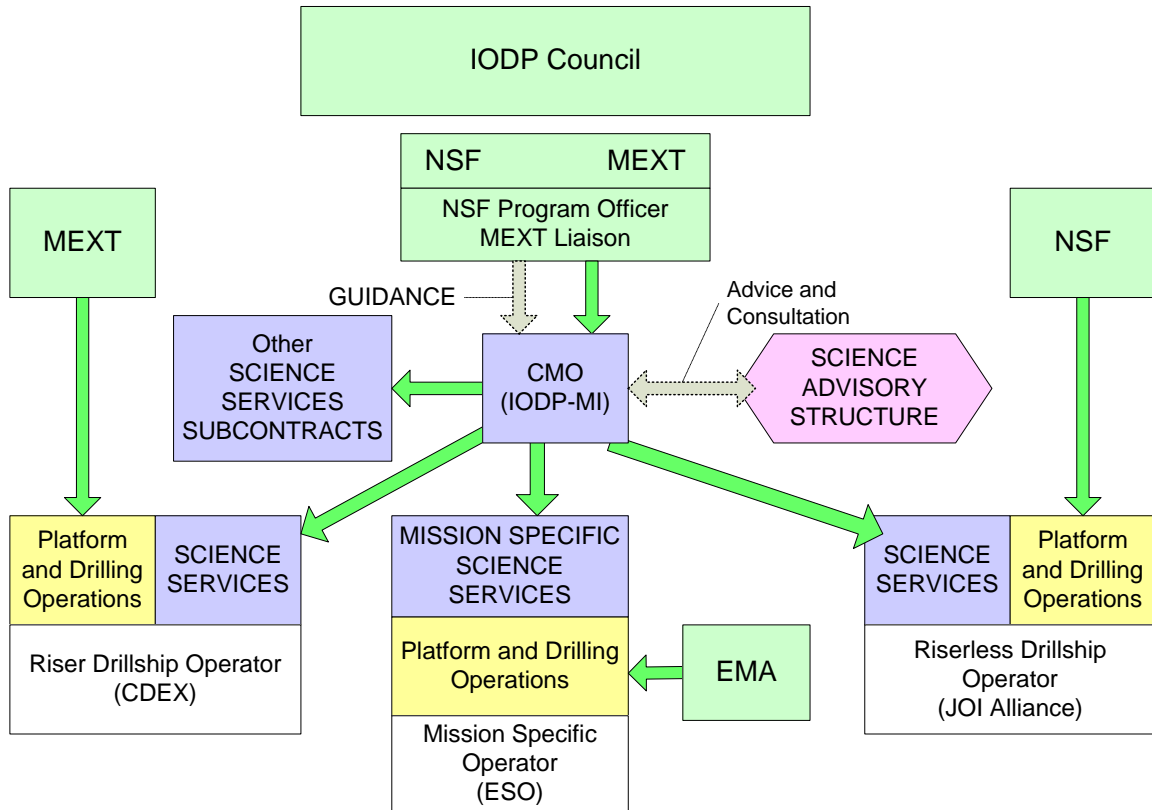 IODP Council
NSF MEXT
NSF Program Officer
MEXT Liaison
MEXT
NSF
GUIDANCE
Advice and
Consultation
Other
SCIENCE
SERVICES
SUBCONTRACTS
CMO
(IODP-MI)
SCIENCE
ADVISORY
STRUCTURE
Platform
and Drilling
Operations
SCIENCE
SERVICES
Riser Drillship Operator
(CDEX)
MISSION SPECIFIC
SCIENCE
SERVICES
Platform and Drilling
Operations
Mission Specific
Operator
(ESO)
EMA
SCIENCE
SERVICES
Platform
and Drilling
Operations
Riserless Drillship
Operator
(JOI Alliance)